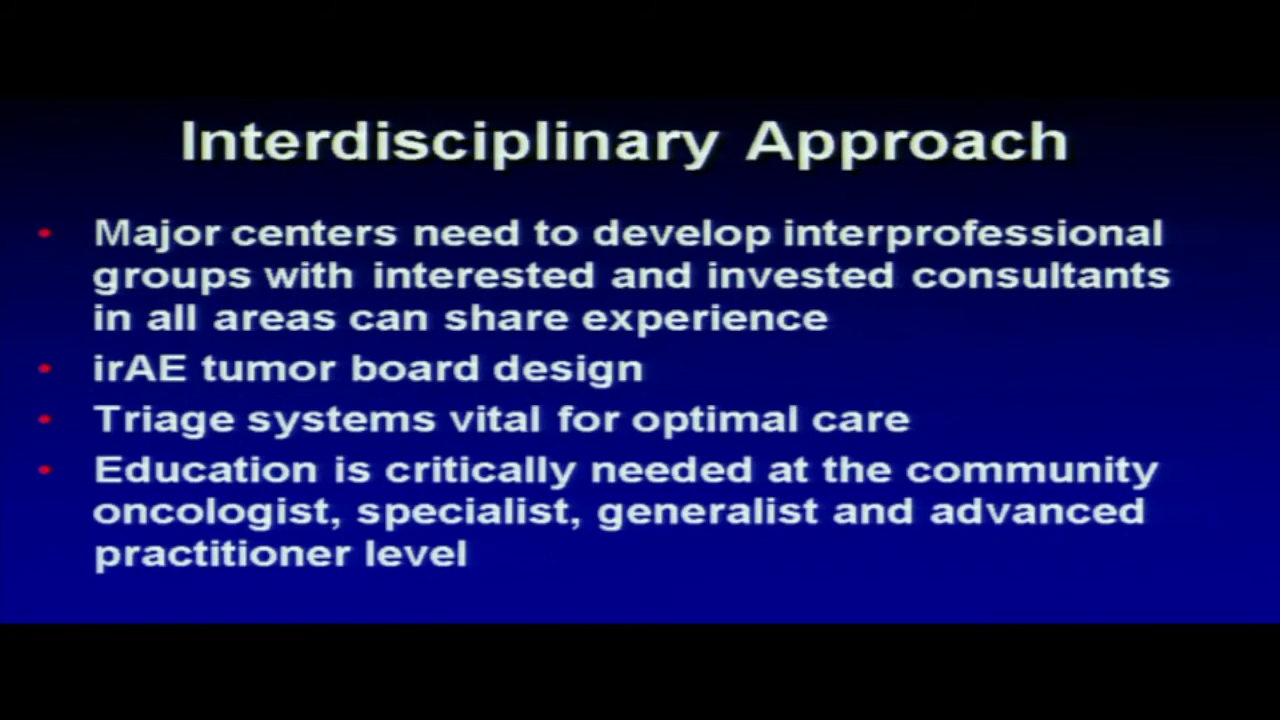 Interdisciplinary Approach
• Major centers need to develop interprofessional
groups with interested and invested consultants
in all areas can share experience
• irAE tumor board design
• Triage systems vital for optimal care
• Education is critically needed at the community
oncologist, specialist, generalist and advanced
practitioner level